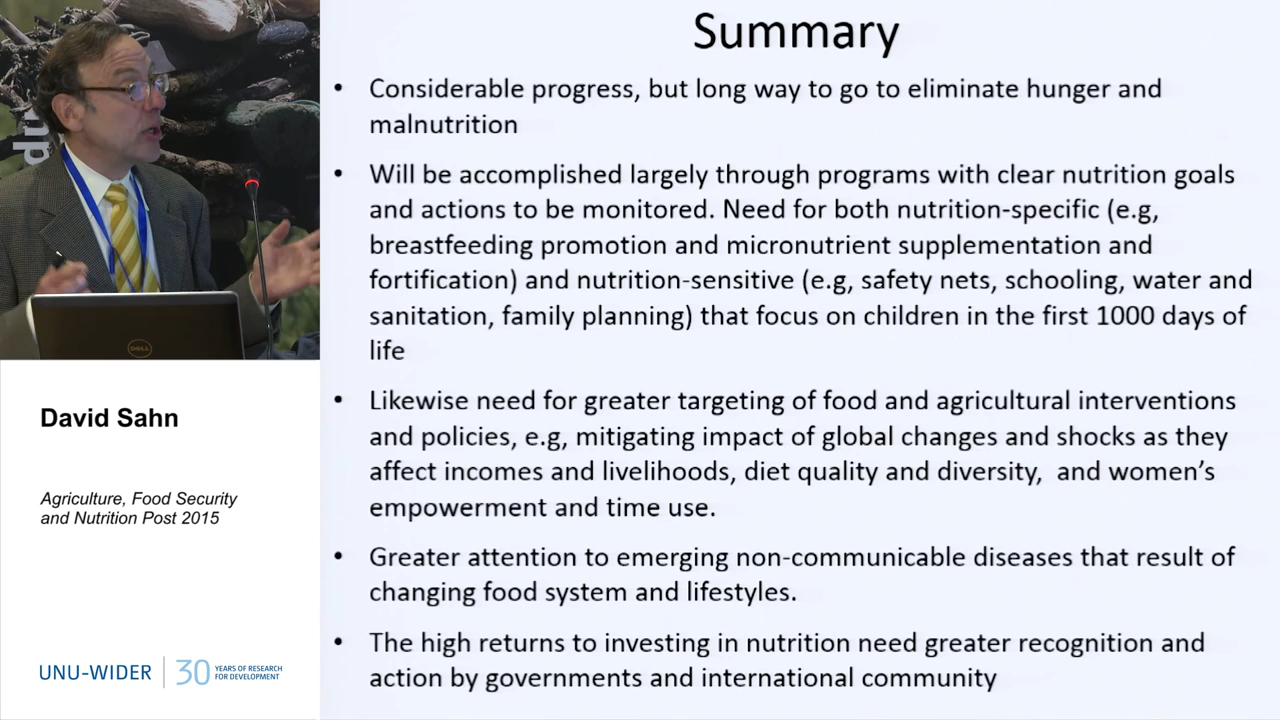 Summary
• Considerable progress, but long way to go to eliminate hunger and
malnutrition
• Will be accomplished largely through programs with clear nutrition goals
and actions to be monitored. Need for both nutrition-specific (e.g,
breastfeeding promotion and micronutrient supplementation and
fortification) and nutrition-sensitive (e.g, safety nets, schooling, water and
sanitation, family planning) that focus on children in the first 1000 days of
life
• Likewise need for greater targeting of food and agricultural interventions
and policies, e.g, mitigating impact of global changes and shocks as they
affect incomes and livelihoods, diet quality and diversity,  and women's
empowerment and time use.
• Greater attention to emerging non-communicable diseases that result of
changing food system and lifestyles.
• The high returns to investing in nutrition need greater recognition and
action by governments and international community
DELL
David Sahn
Agriculture, Food Security
and Nutrition Post 2015
UNU-WIDER
30 YEARS OF RESEARCH
FOR DEVELOPMENT